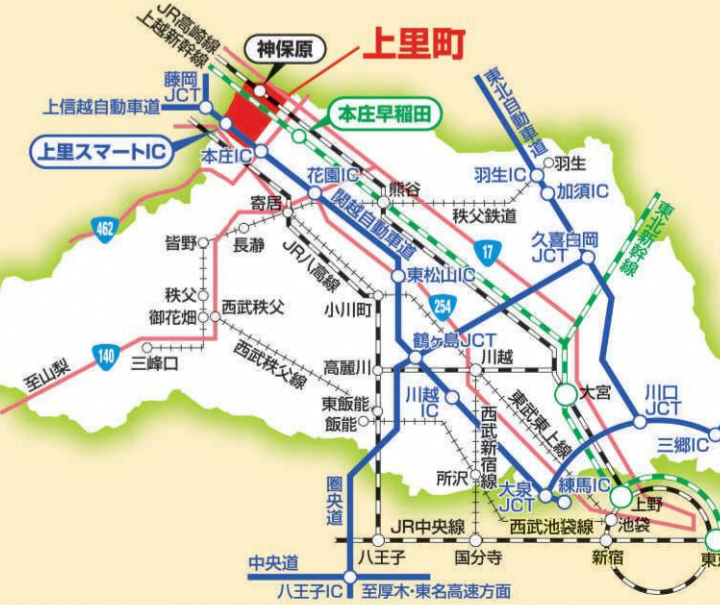 JR高崎線
上越新幹線
神保原
上里町
藤岡
JCT
上信越自動車道
本庄早稲田
上里スマートIC
本庄IC
東北自動車道
花園IC
羽生
羽生IC
加須IC
熊谷
秩父鉄道
寄居
関越自動車道
462
17
長瀞
皆野
久喜白岡
JCT
東北新幹線
JR八高線
東松山IC
秩父
西武秩父
御花畑
小川町
254
鶴ヶ島JCT
140
三峰口
至山梨
西武秩父線
高麗川
川越
川越
IC
大宮
川口
JCT
東飯能
飯能
西武新宿線
東武東上線
三郷IC
所沢
大泉
JCT
練馬IC
圏央道
上野
池袋
JR中央線
西武池袋線
八王子
国分寺
新宿
東京
中央道
八王子IC
至厚木・東名高速方面